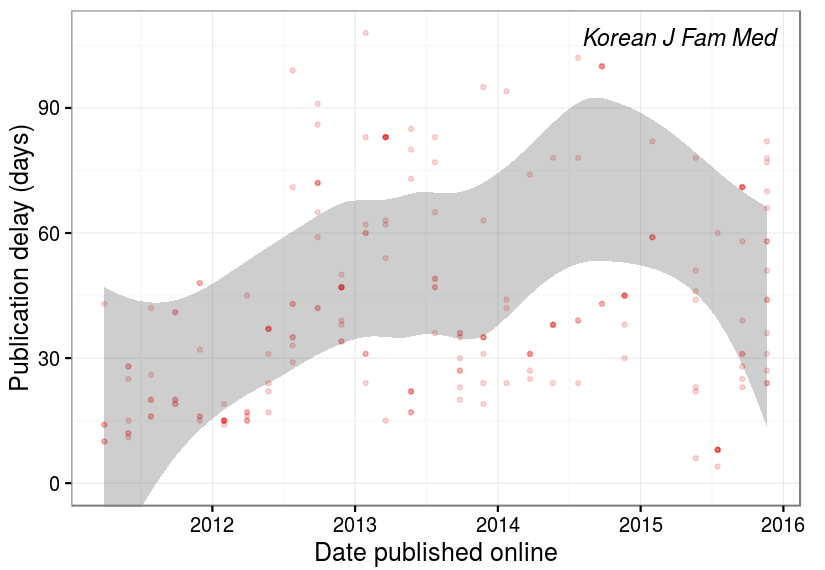 Korean J Fam Med
Publication delay (days)
90
60
30
0
2012 2013 2014 2015 2016
Date published online